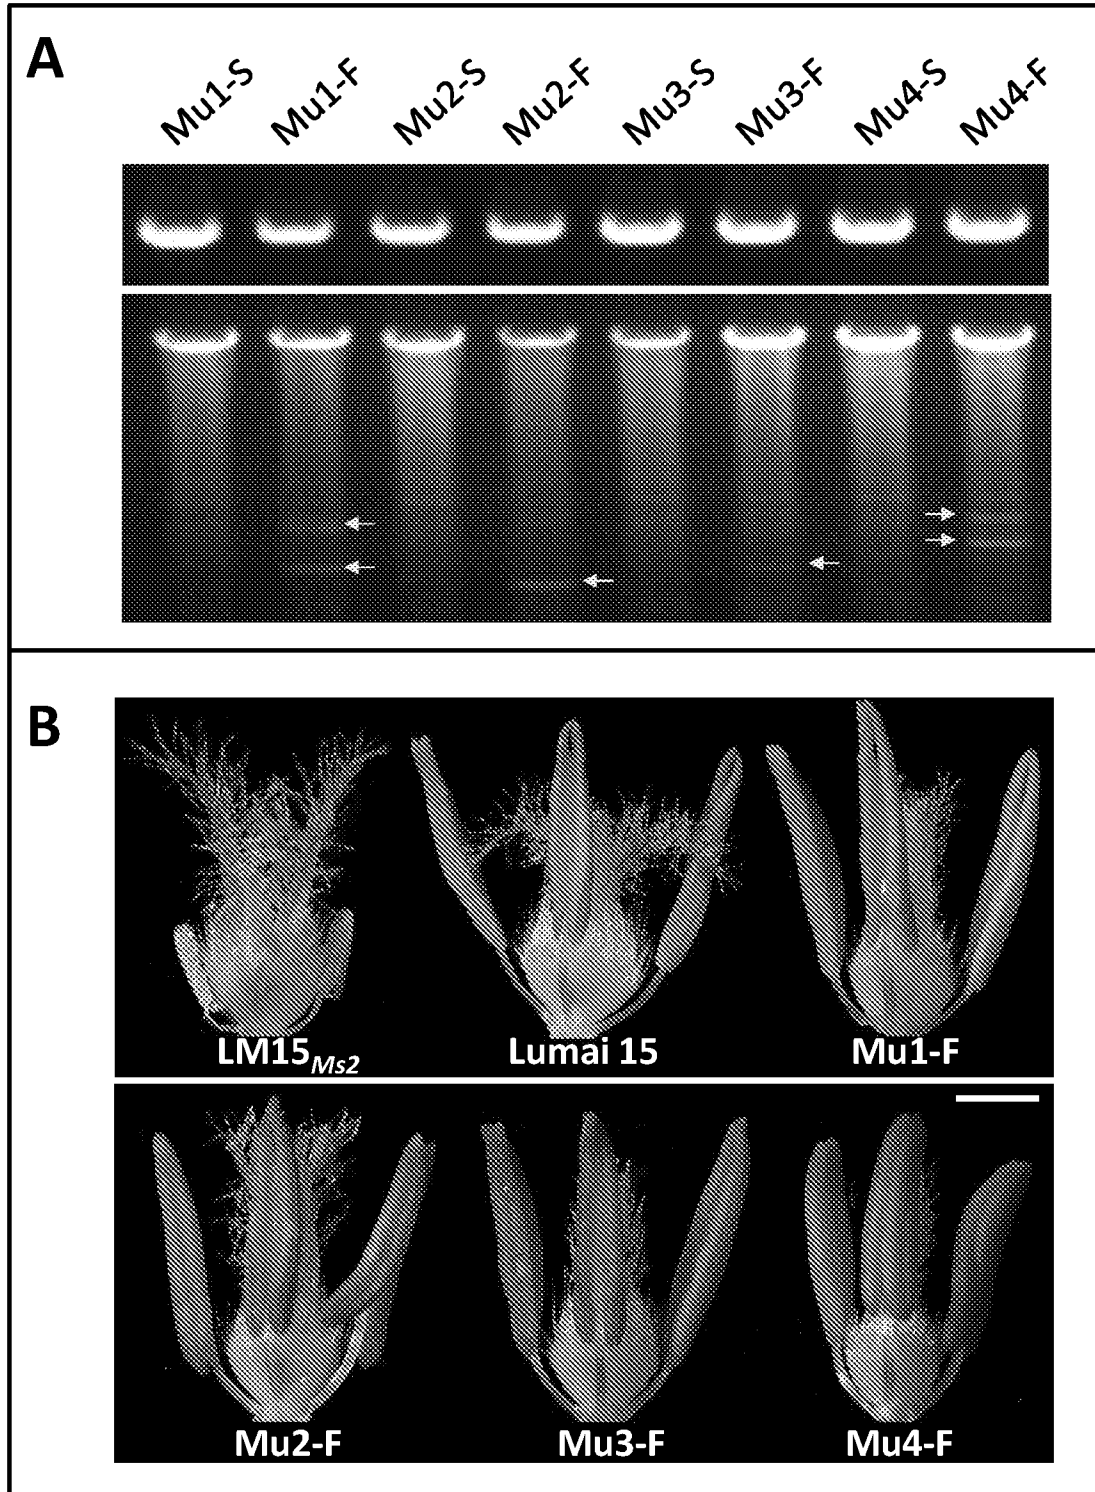 A
Mu1-S Mu1-F Mu2-S Mu2-F Mu3-S Mu3-F Mu4-S Mu4-F
B
LM15Ms2 Lumai 15 Mu1-F
Mu2-F Mu3-F Mu4-F